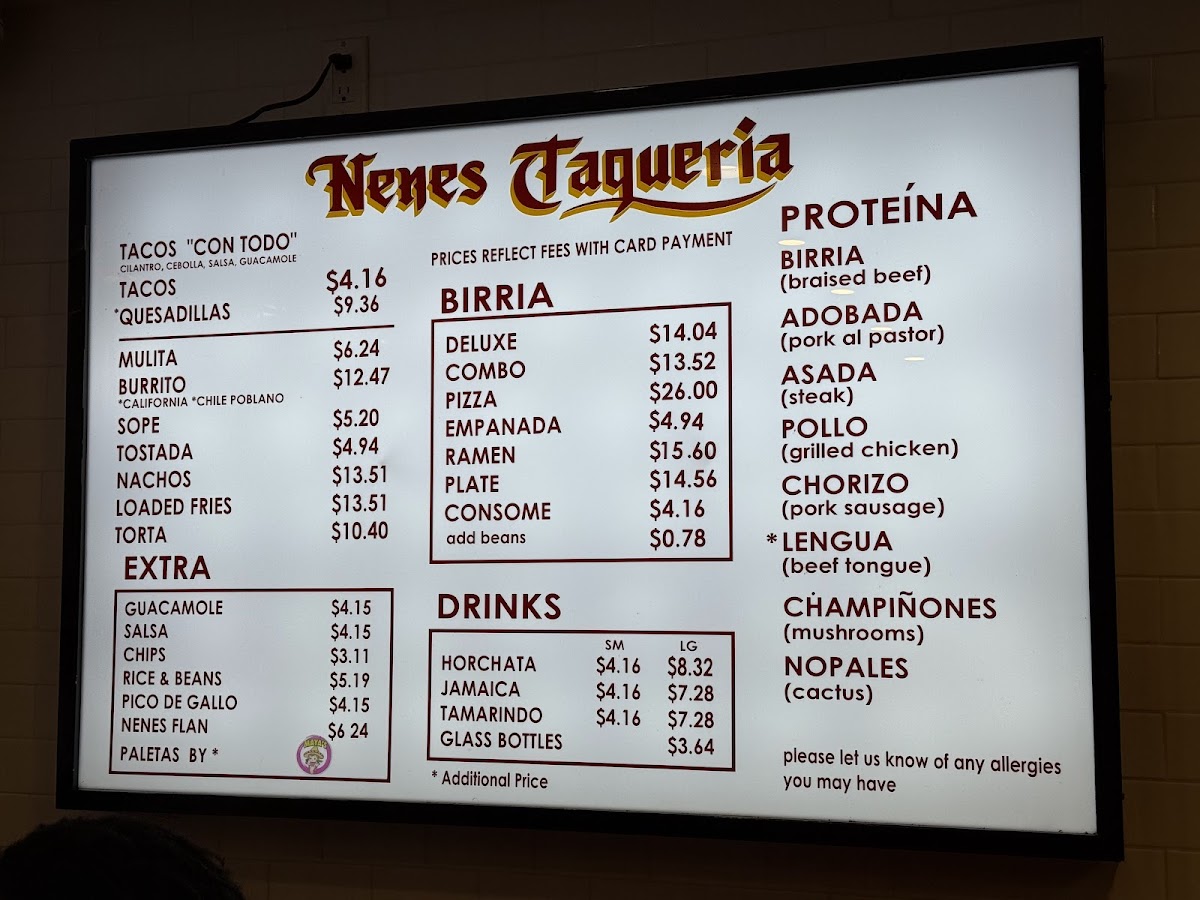 Nenes Taqueria
TACOS "CON TODO"
CILANTRO, CEBOLLA, SALSA, GUACAMOLE
TACOS $4.16
*QUESADILLAS $9.36
MULITA $6.24
BURRITO $12.47
*CALIFORNIA *CHILE POBLANO
SOPE $5.20
TOSTADA $4.94
NACHOS $13.51
LOADED FRIES $13.51
TORTA $10.40
EXTRA
GUACAMOLE $4.15
SALSA $4.15
CHIPS $3.11
RICE & BEANS $5.19
PICO DE GALLO $4.15
NENES FLAN $6 24
PALETAS BY *
PRICES REFLECT FEES WITH CARD PAYMENT
BIRRIA
DELUXE $14.04
COMBO $13.52
PIZZA $26.00
EMPANADA $4.94
RAMEN $15.60
PLATE $14.56
CONSOME $4.16
add beans $0.78
DRINKS
SM LG
HORCHATA $4.16 $8.32
JAMAICA $4.16 $7.28
TAMARINDO $4.16 $7.28
GLASS BOTTLES $3.64
* Additional Price
PROTEÍNA
BIRRIA
(braised beef)
ADOBADA
(pork al pastor)
ASADA
(steak)
POLLO
(grilled chicken)
CHORIZO
(pork sausage)
*LENGUA
(beef tongue)
CHAMPIÑONES
(mushrooms)
NOPALES
(cactus)
please let us know of any allergies
you may have